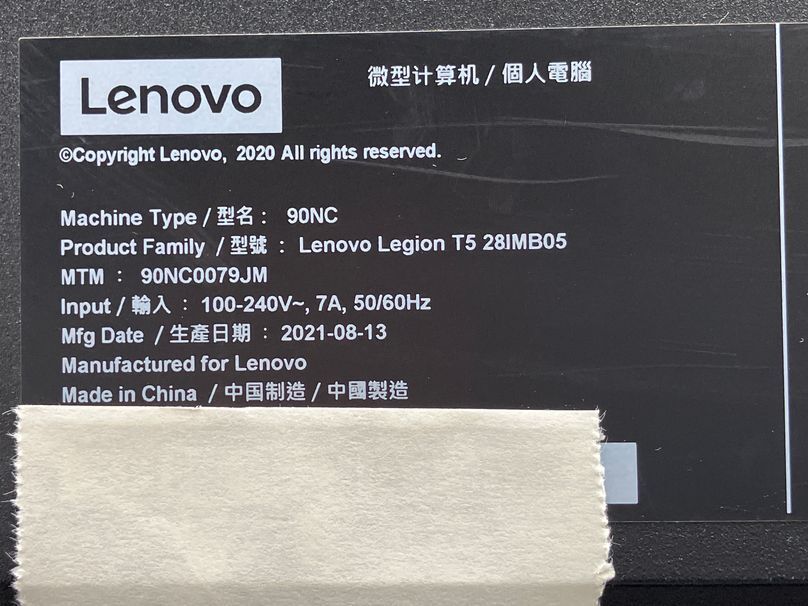 Lenovo
微型计算机 / 個人電腦
©Copyright Lenovo, 2020 All rights reserved.
Machine Type / 型名 : 90NC
Product Family / 型號 : Lenovo Legion T5 28IMB05
MTM : 90NC0079JM
Input / 輸入 : 100-240V~, 7A, 50/60Hz
Mfg Date / 生產日期 : 2021-08-13
Manufactured for Lenovo
Made in China / 中国制造 / 中國製造